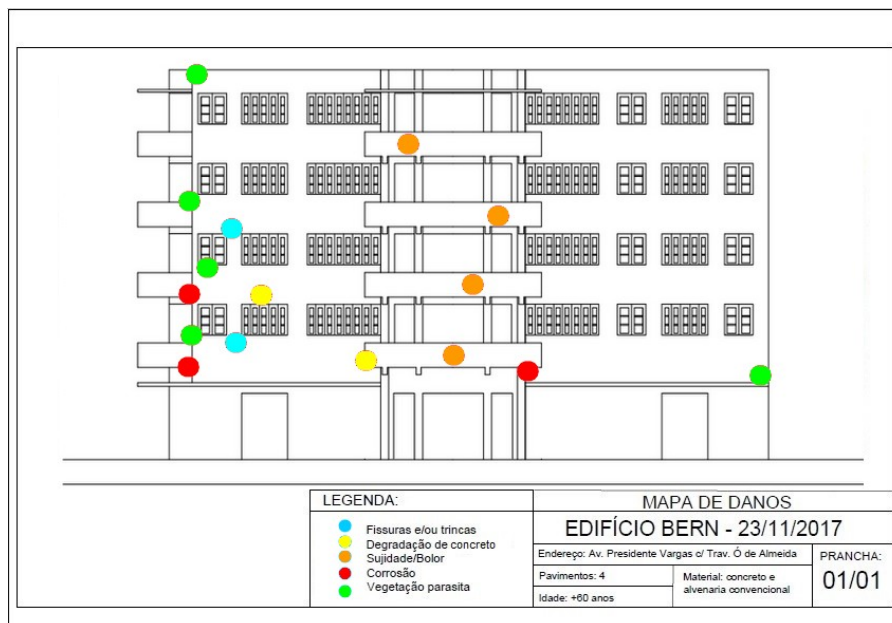 LEGENDA:
Fissuras e/ou trincas
Degradação de concreto
Sujidade/Bolor
Corrosão
Vegetação parasita
MAPA DE DANOS
EDIFÍCIO BERN - 23/11/2017
Endereço: Av. Presidente Vargas c/ Trav. Ó de Almeida
Pavimentos: 4
Idade: +60 anos
Material: concreto e
alvenaria convencional
PRANCHA:
01/01